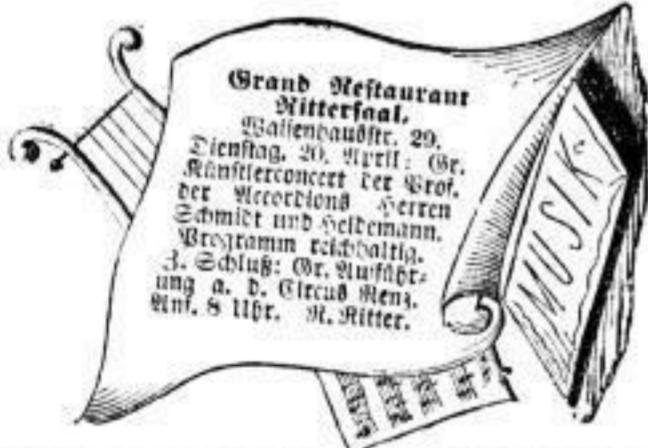 Grand Restaurant
Rittersaal.
Waisenhausstr. 29.
Dienstag, 20. April: Gr.
Künstlerconcert der Prof.
der Accordions Herren
Schmidt und Heldemann.
Programm reichhaltig.
Z. Schluß: Gr. Aufführ-
ung a. d. Circus Renz.
Anf. 8 Uhr. R. Ritter.
MUSIK